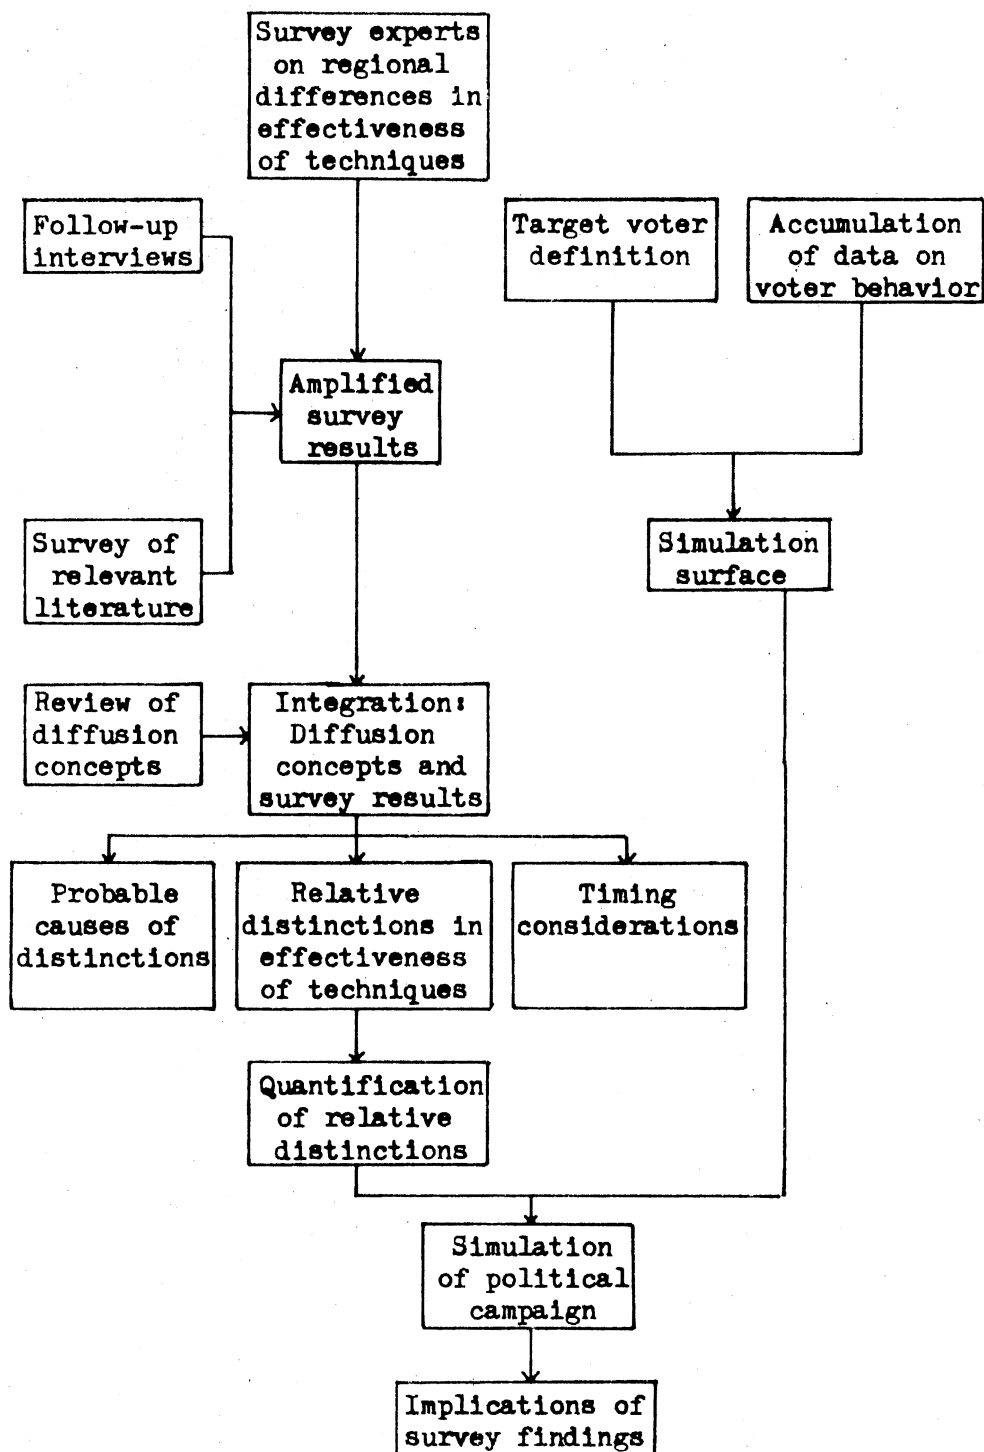 Survey experts
on regional
differences in
effectiveness
of techniques
Follow-up
interviews
Target voter
definition
Accumulation
of data on
voter behavior
Amplified
survey
results
Survey of
relevant
literature
Simulation
surface
Review of
diffusion
concepts
Integration:
Diffusion
concepts and
survey results
Probable
causes of
distinctions
Relative
distinctions in
effectiveness
of techniques
Timing
considerations
Quantification
of relative
distinctions
Simulation
of political
campaign
Implications of
survey findings